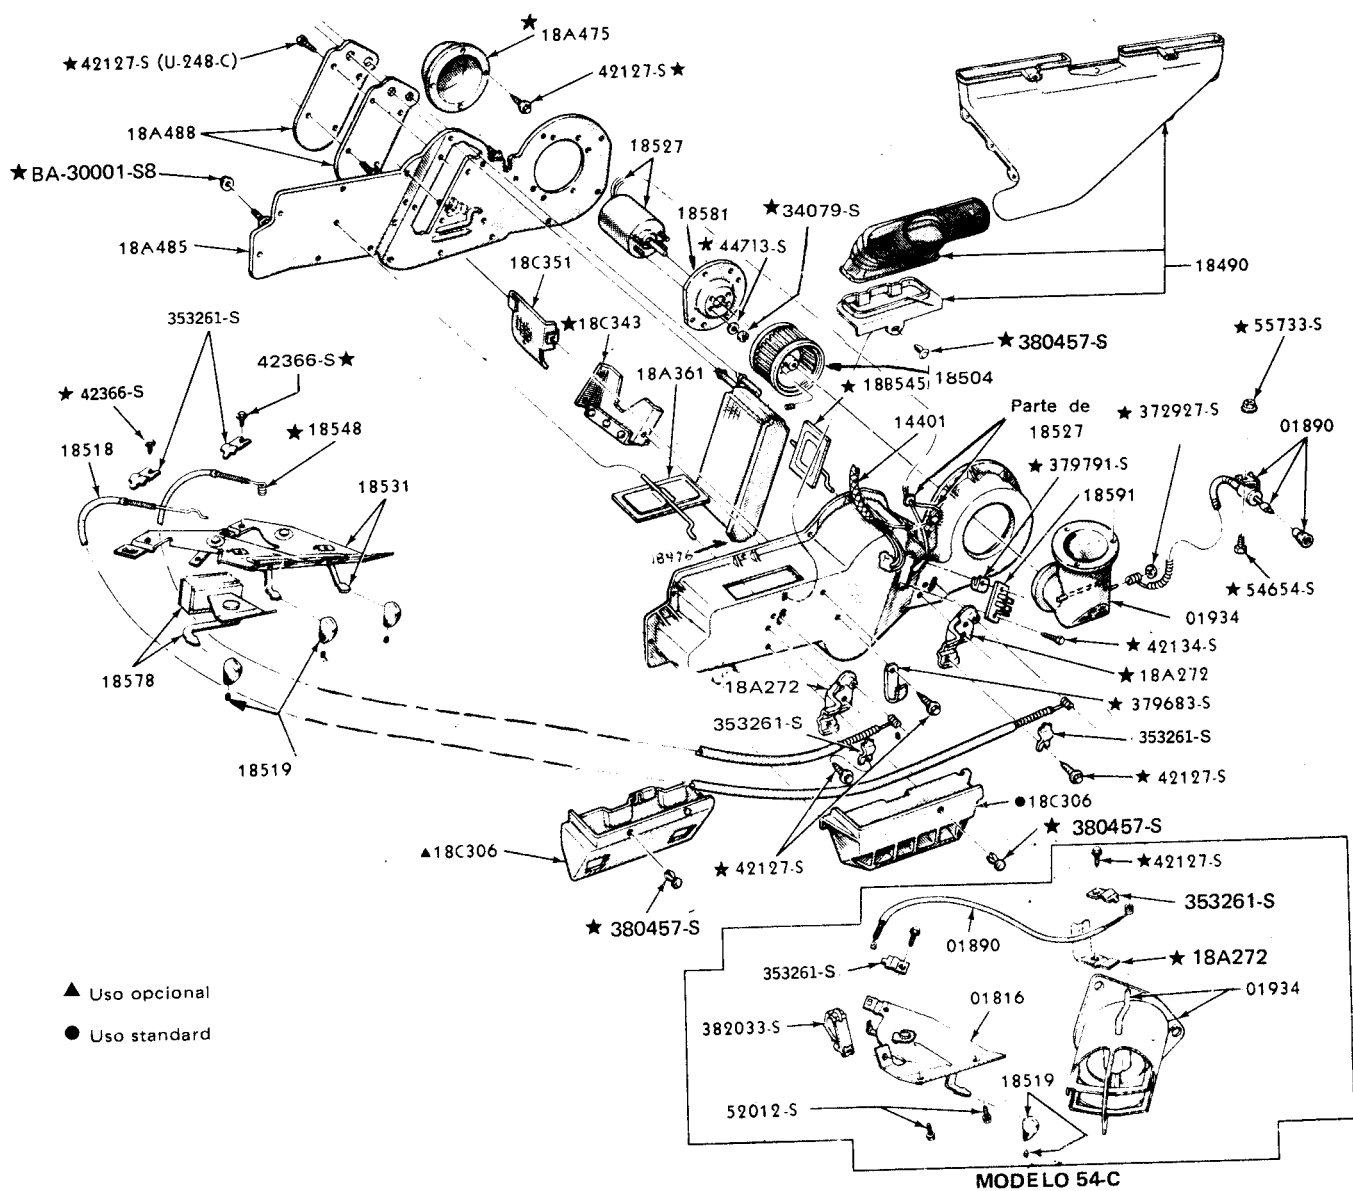 ★ 18A475
★ 42127-S (U-248-C)
42127-S ★
18A488
18527
★ BA-30001-S8
18581
★ 34079-S
★ 44713-S
18A485
18C351
18490
353261-S
★ 18C343
★ 55733-S
★ 380457-S
42366-S ★
★ 42366-S
18A361
★ 18B545
18504
★ 372927-S
Parte de
18527
01890
14401
★ 18548
18518
★ 379791-S
18531
18591
★ 54654-S
01934
★ 42134-S
18A272
★ 18A272
18578
★ 379683-S
353261-S
353261-S
18519
★ 42127-S
●18C306
★ 380457-S
▲18C306
★ 42127-S
★ 42127-S
353261-S
★ 380457-S
01890
★ 18A272
353261-S
▲ Uso opcional
01816
01934
382033-S
● Uso standard
18519
52012-S
MODELO 54-C